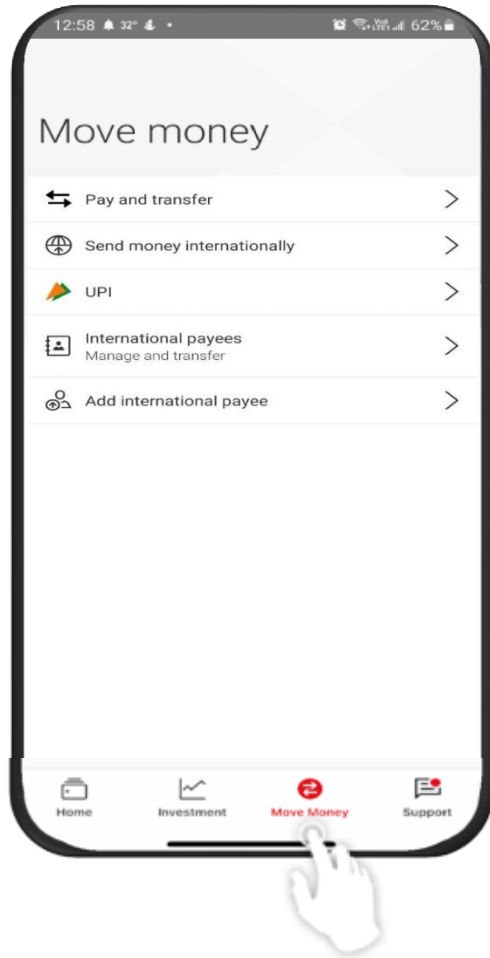 12:58 32° 62%
Move money
Pay and transfer
Send money internationally
UPI
International payees
Manage and transfer
Add international payee
Home Investment Move Money Support